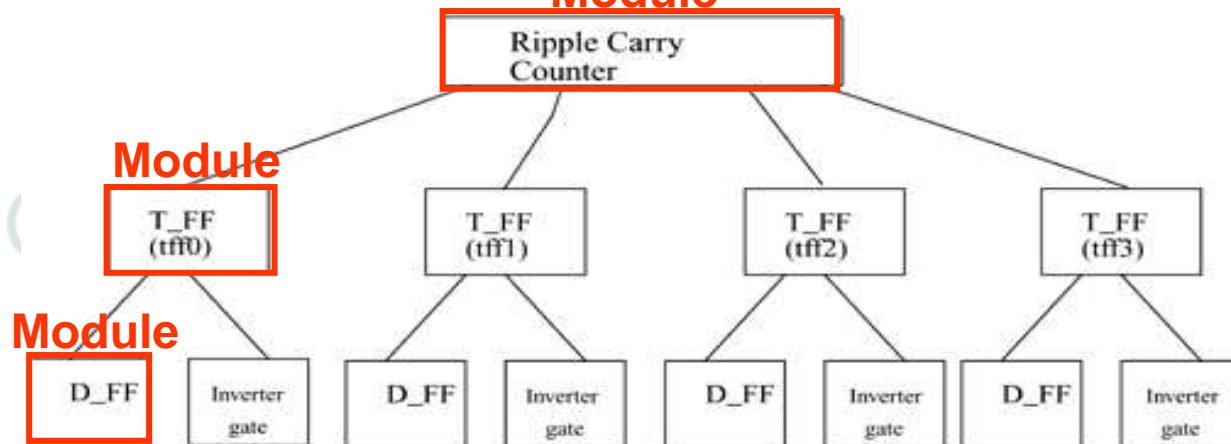 Module
Ripple Carry
Counter
Module
T_FF
(tff0)
T_FF
(tff1)
T_FF
(tff2)
T_FF
(tff3)
Module
D_FF
Inverter
gate
D_FF
Inverter
gate
D_FF
Inverter
gate
D_FF
Inverter
gate